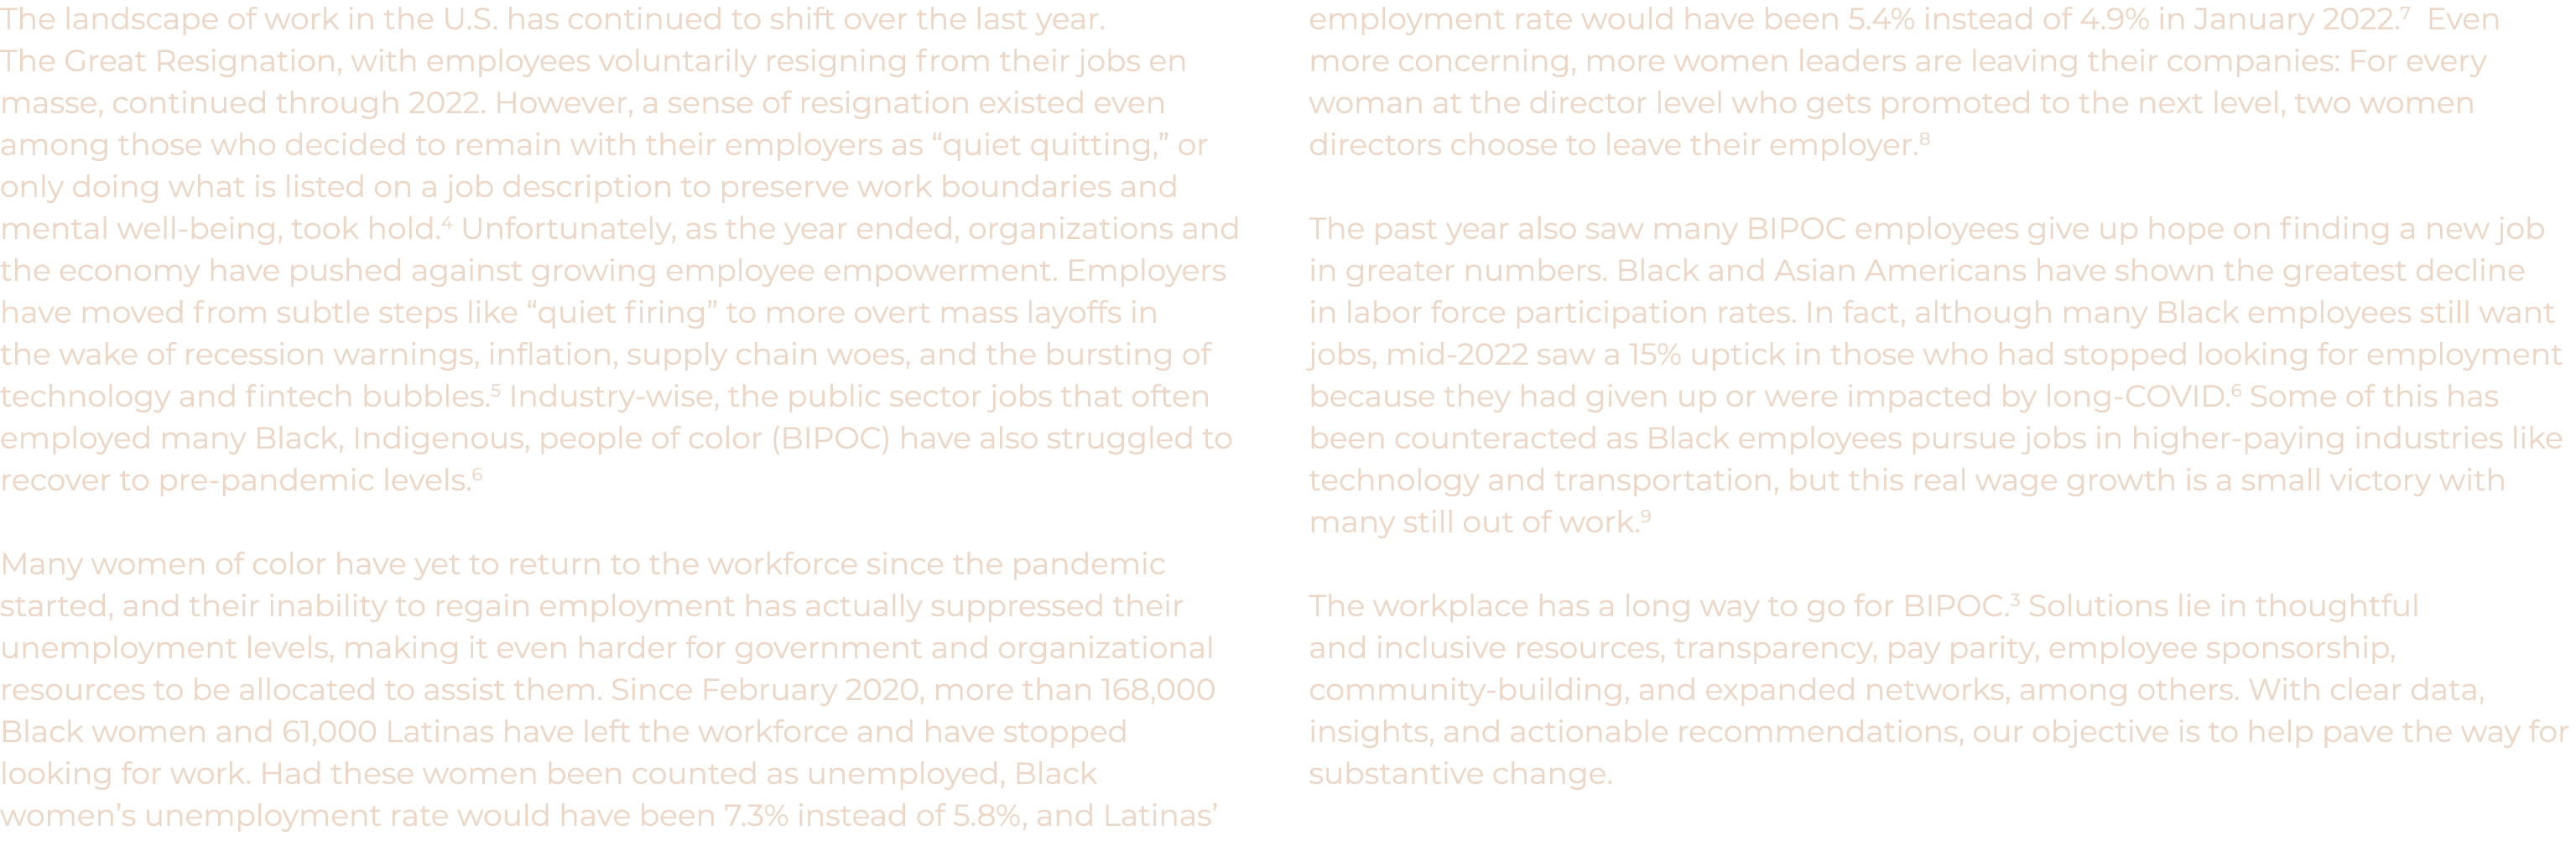 The landscape of work in the U.S. has continued to shift over the last year.
The Great Resignation, with employees voluntarily resigning from their jobs en
masse, continued through 2022. However, a sense of resignation existed even
among those who decided to remain with their employers as “quiet quitting,” or
only doing what is listed on a job description to preserve work boundaries and
mental well-being, took hold.⁴ Unfortunately, as the year ended, organizations and
the economy have pushed against growing employee empowerment. Employers
have moved from subtle steps like “quiet firing” to more overt mass layoffs in
the wake of recession warnings, inflation, supply chain woes, and the bursting of
technology and fintech bubbles.⁵ Industry-wise, the public sector jobs that often
employed many Black, Indigenous, people of color (BIPOC) have also struggled to
recover to pre-pandemic levels.⁶
Many women of color have yet to return to the workforce since the pandemic
started, and their inability to regain employment has actually suppressed their
unemployment levels, making it even harder for government and organizational
resources to be allocated to assist them. Since February 2020, more than 168,000
Black women and 61,000 Latinas have left the workforce and have stopped
looking for work. Had these women been counted as unemployed, Black
women’s unemployment rate would have been 7.3% instead of 5.8%, and Latinas’
employment rate would have been 5.4% instead of 4.9% in January 2022.⁷ Even
more concerning, more women leaders are leaving their companies: For every
woman at the director level who gets promoted to the next level, two women
directors choose to leave their employer.⁸
The past year also saw many BIPOC employees give up hope on finding a new job
in greater numbers. Black and Asian Americans have shown the greatest decline
in labor force participation rates. In fact, although many Black employees still want
jobs, mid-2022 saw a 15% uptick in those who had stopped looking for employment
because they had given up or were impacted by long-COVID.⁶ Some of this has
been counteracted as Black employees pursue jobs in higher-paying industries like
technology and transportation, but this real wage growth is a small victory with
many still out of work.⁹
The workplace has a long way to go for BIPOC.³ Solutions lie in thoughtful
and inclusive resources, transparency, pay parity, employee sponsorship,
community-building, and expanded networks, among others. With clear data,
insights, and actionable recommendations, our objective is to help pave the way for
substantive change.